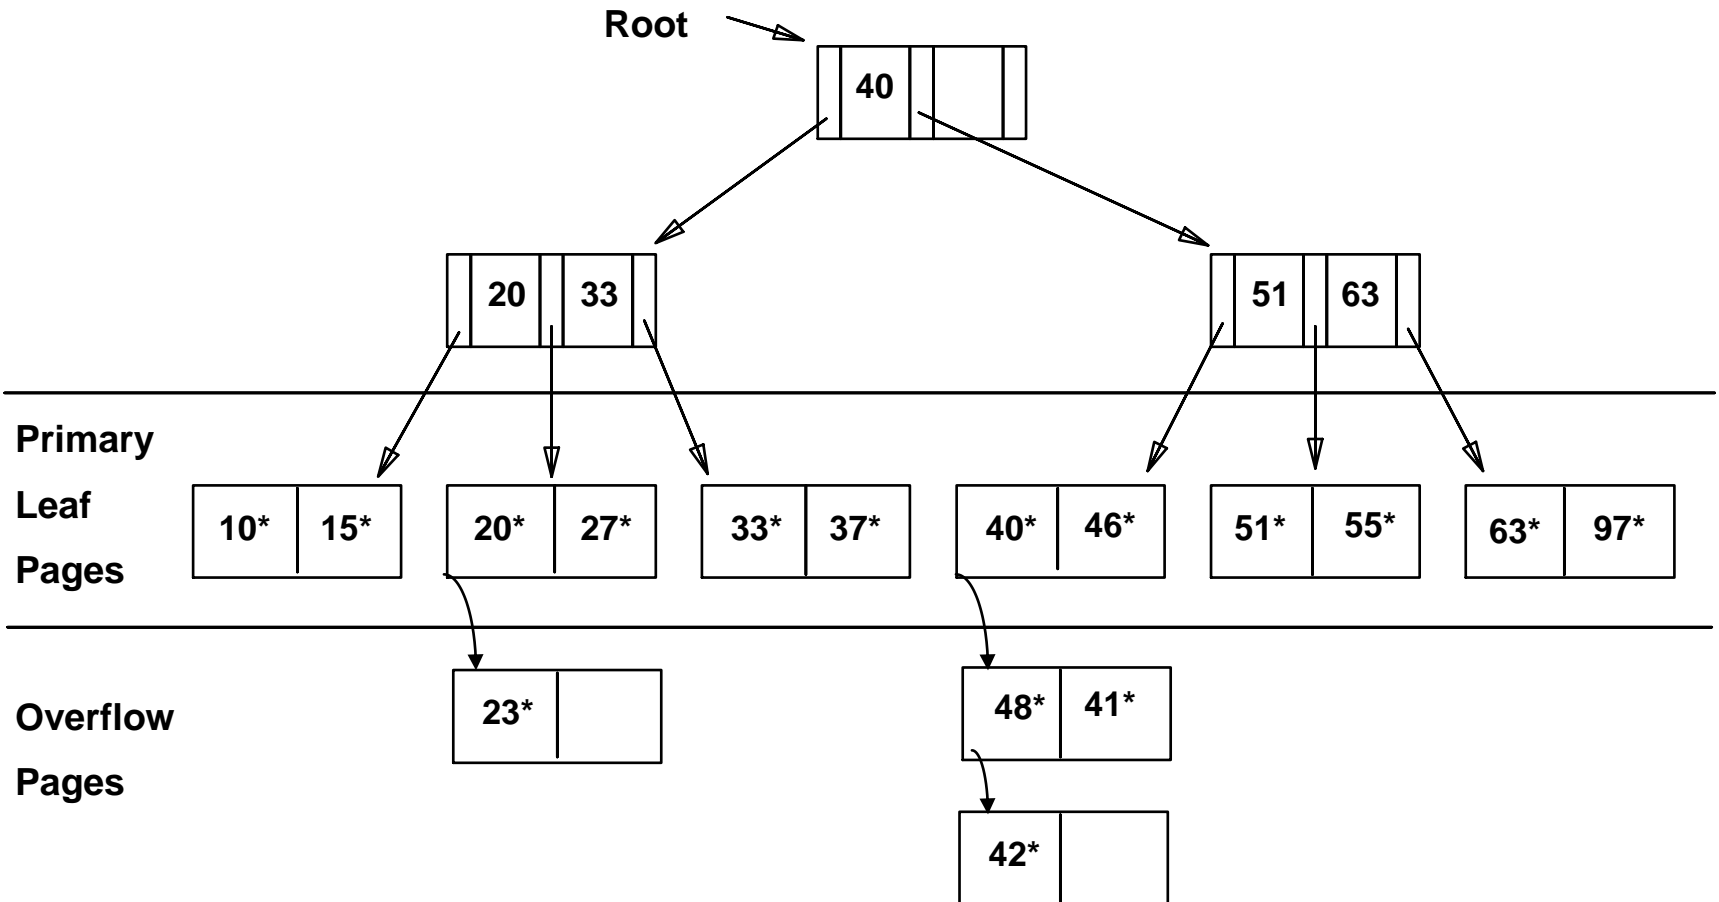 Root
40
20 33 51 63
Primary
Leaf
Pages
10* 15* 20* 27* 33* 37* 40* 46* 51* 55* 63* 97*
Overflow
Pages
23* 48* 41*
42*